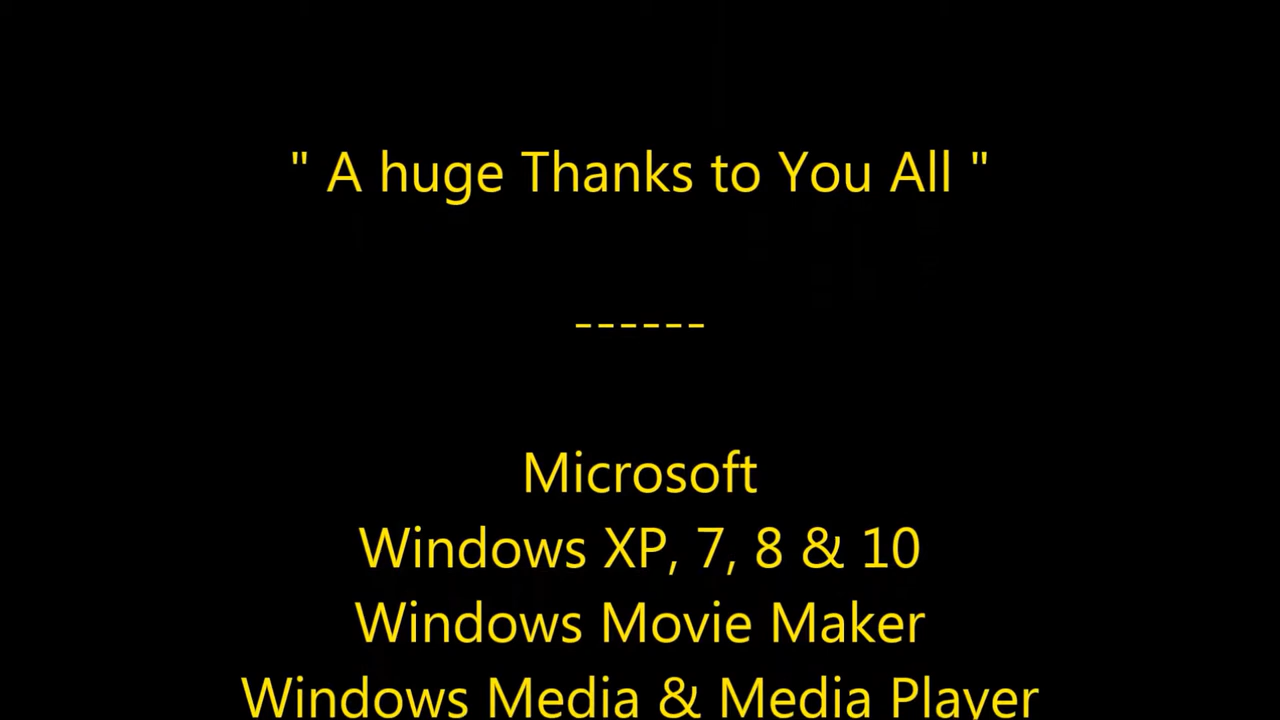 " A huge Thanks to You All "
------
Microsoft
Windows XP, 7, 8 & 10
Windows Movie Maker
Windows Media & Media Player